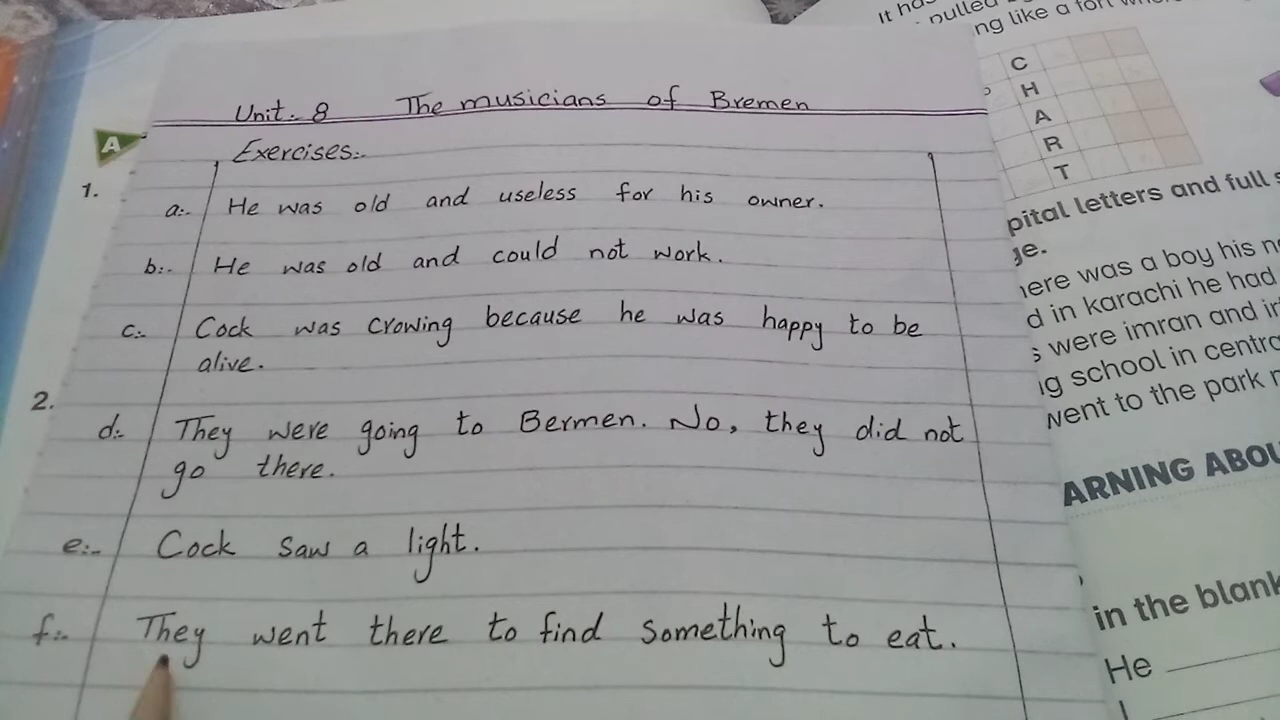 Unit. 8 The musicians of Bremen
Exercises:-
A
1.
a:- He was old and useless for his owner.
b:- He was old and could not work.
c:- Cock was crowing because he was happy to be
alive.
2.
d:- They were going to Bermen. No, they did not
go there.
e:- Cock saw a light.
f:- They went there to find something to eat.
It
ng like a
C
H
A
R
T
pital letters and full
ge.
ere was a boy his
d in karachi he had
s were imran and
g school in
went to the park
ARNING
in the
He